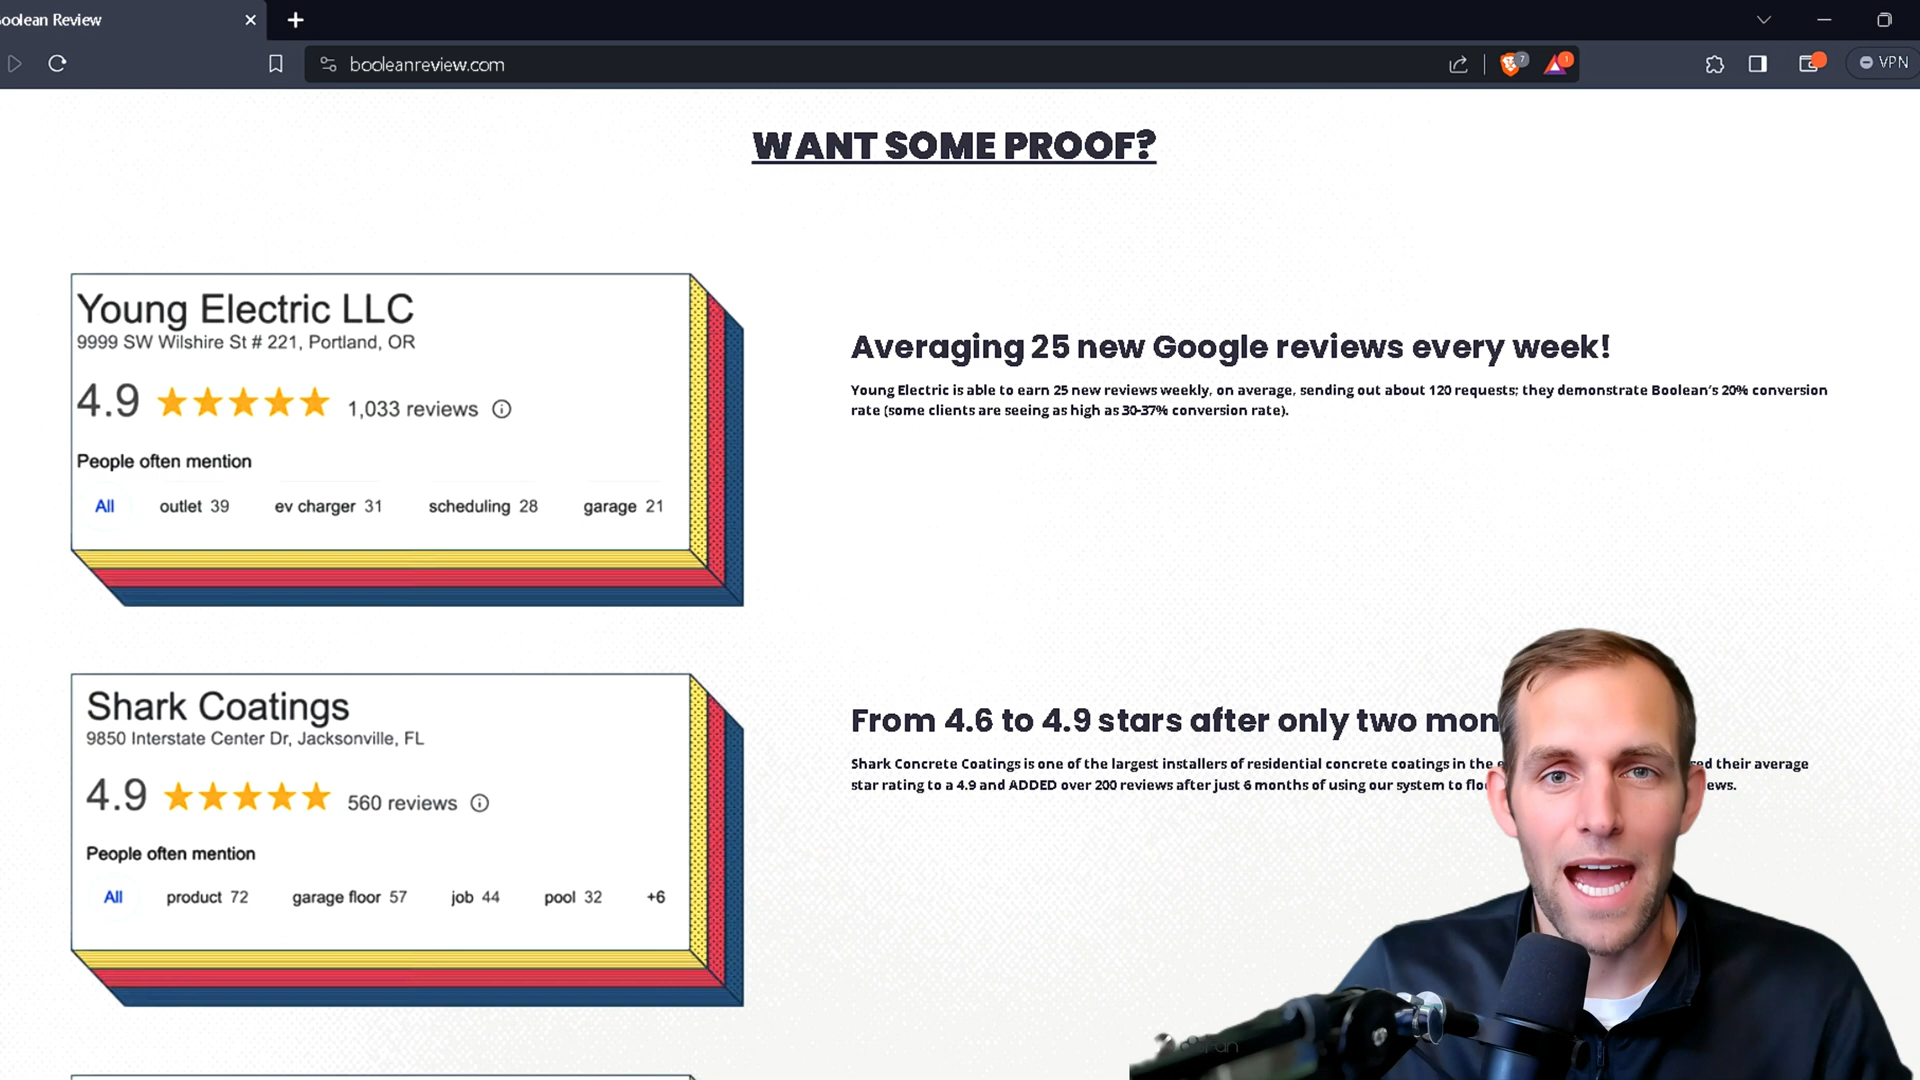 oolean Review
booleanreview.com
7
1
VPN
WANT SOME PROOF?
Young Electric LLC
9999 SW Wilshire St # 221, Portland, OR
4.9 1,033 reviews
People often mention
All outlet 39 ev charger 31 scheduling 28 garage 21
Averaging 25 new Google reviews every week!
Young Electric is able to earn 25 new reviews weekly, on average, sending out about 120 requests; they demonstrate Boolean's 20% conversion
rate (some clients are seeing as high as 30-37% conversion rate).
Shark Coatings
9850 Interstate Center Dr, Jacksonville, FL
4.9 560 reviews
People often mention
All product 72 garage floor 57 job 44 pool 32 +6
From 4.6 to 4.9 stars after only two mon
Shark Concrete Coatings is one of the largest installers of residential concrete coatings in the their average
star rating to a 4.9 and ADDED over 200 reviews after just 6 months of using our system to